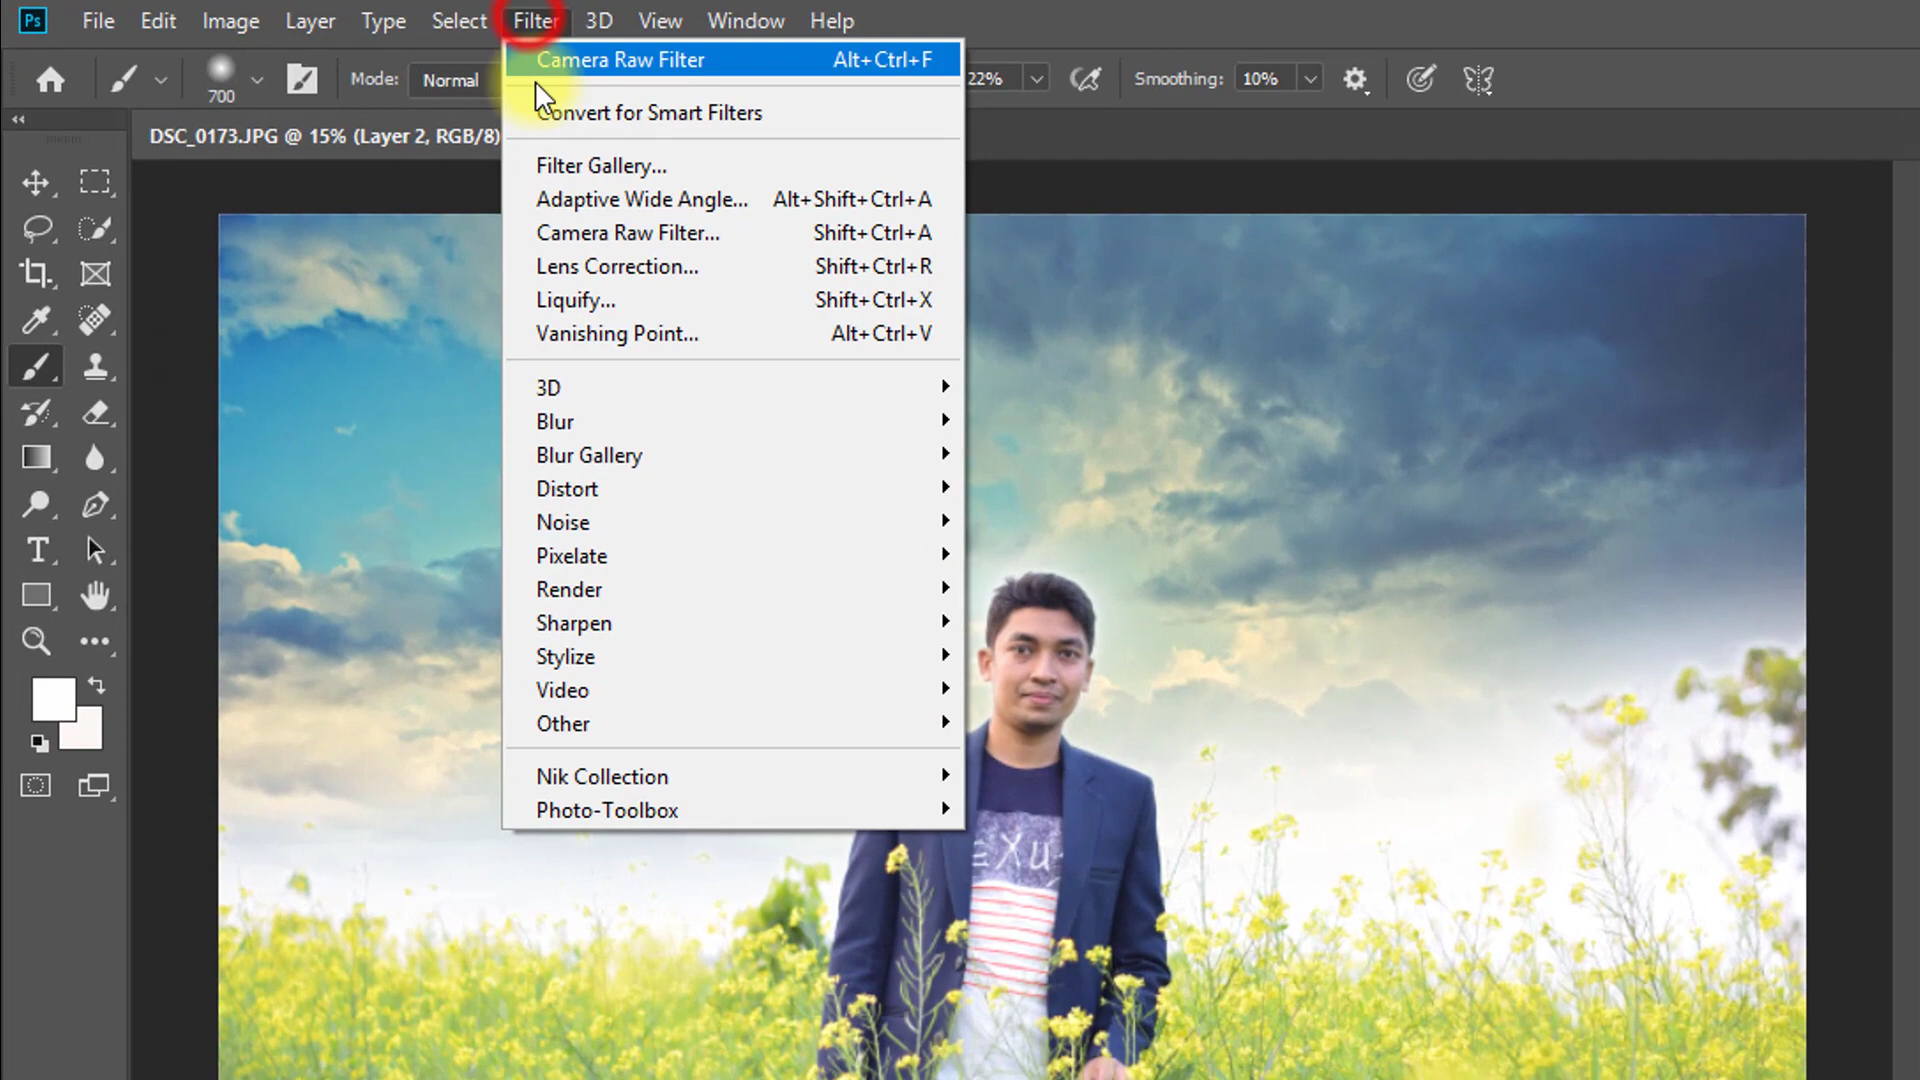 Ps File Edit Image Layer Type Select Filter 3D View Window Help
700 Mode: Normal 22% Smoothing: 10%
DSC_0173.JPG @ 15% (Layer 2, RGB/8)
Camera Raw Filter Alt+Ctrl+F
Convert for Smart Filters
Filter Gallery...
Adaptive Wide Angle... Alt+Shift+Ctrl+A
Camera Raw Filter... Shift+Ctrl+A
Lens Correction... Shift+Ctrl+R
Liquify... Shift+Ctrl+X
Vanishing Point... Alt+Ctrl+V
3D
Blur
Blur Gallery
Distort
Noise
Pixelate
Render
Sharpen
Stylize
Video
Other
Nik Collection
Photo-Toolbox